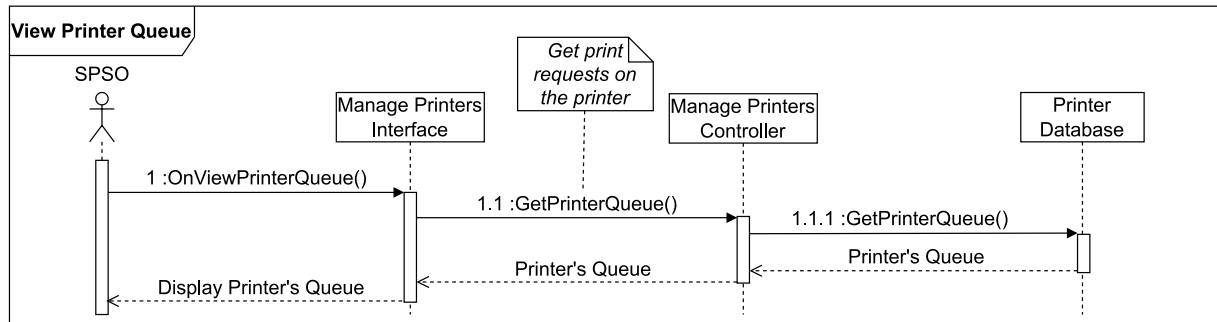 View Printer Queue
SPSO
Get print
requests on
the printer
Manage Printers
Interface
Manage Printers
Controller
Printer
Database
1 :OnViewPrinterQueue()
1.1 :GetPrinterQueue()
1.1.1 :GetPrinterQueue()
Printer's Queue
Printer's Queue
Display Printer's Queue